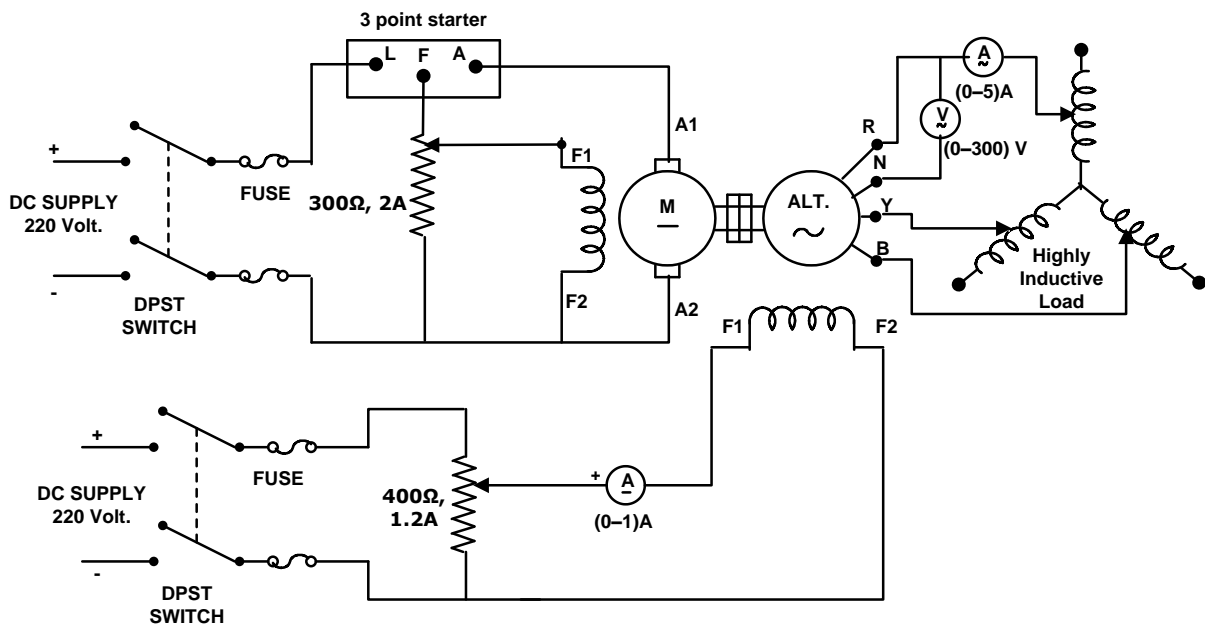 3 point starter
L
F
A
A
~
(0–5)A
V
~
(0–300) V
R
N
Y
B
A1
+
FUSE
DC SUPPLY
220 Volt.
300Ω, 2A
F1
M
ALT.
Highly
Inductive
Load
-
DPST
SWITCH
F2
A2
F1
F2
+
FUSE
DC SUPPLY
220 Volt.
400Ω,
1.2A
+
A
(0–1)A
-
DPST
SWITCH